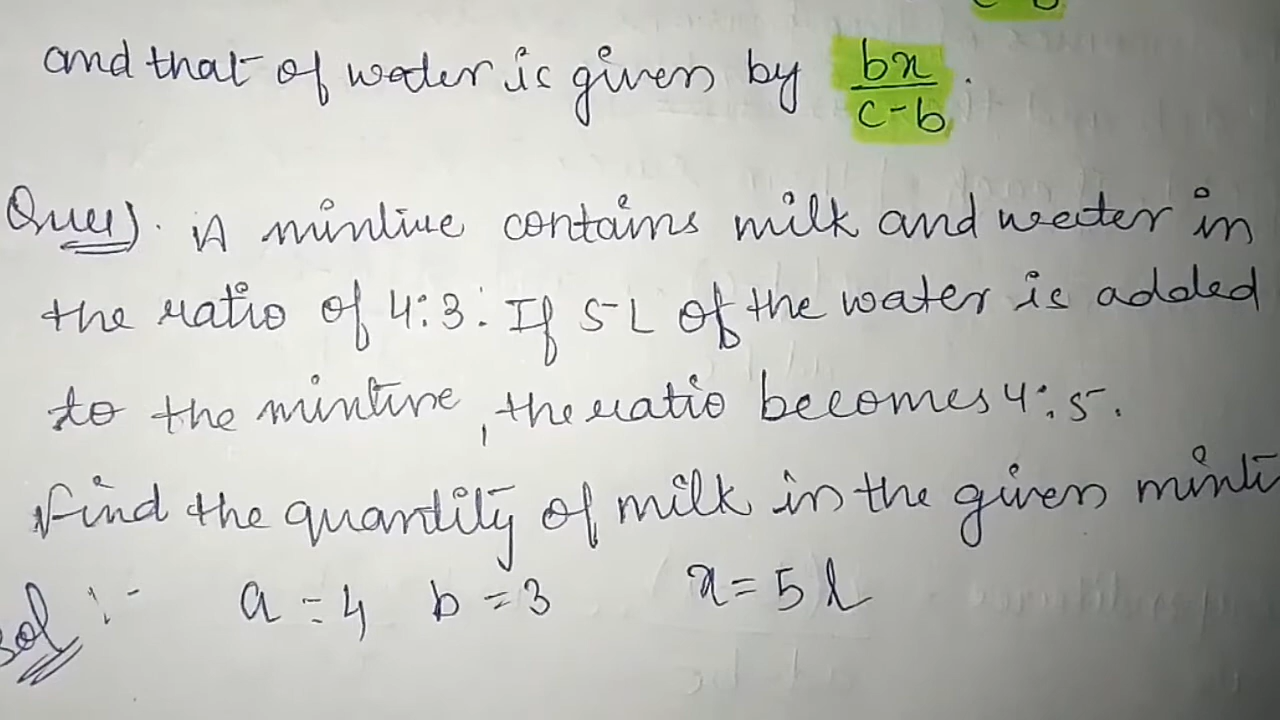 and that of water is given by bx/c-b.
Ques). A mixture contains milk and water in
the ratio of 4:3. If 5 L of the water is added
to the mixture, the ratio becomes 4:5.
Find the quantity of milk in the given
Sol :- a = 4 b = 3 x = 5 l